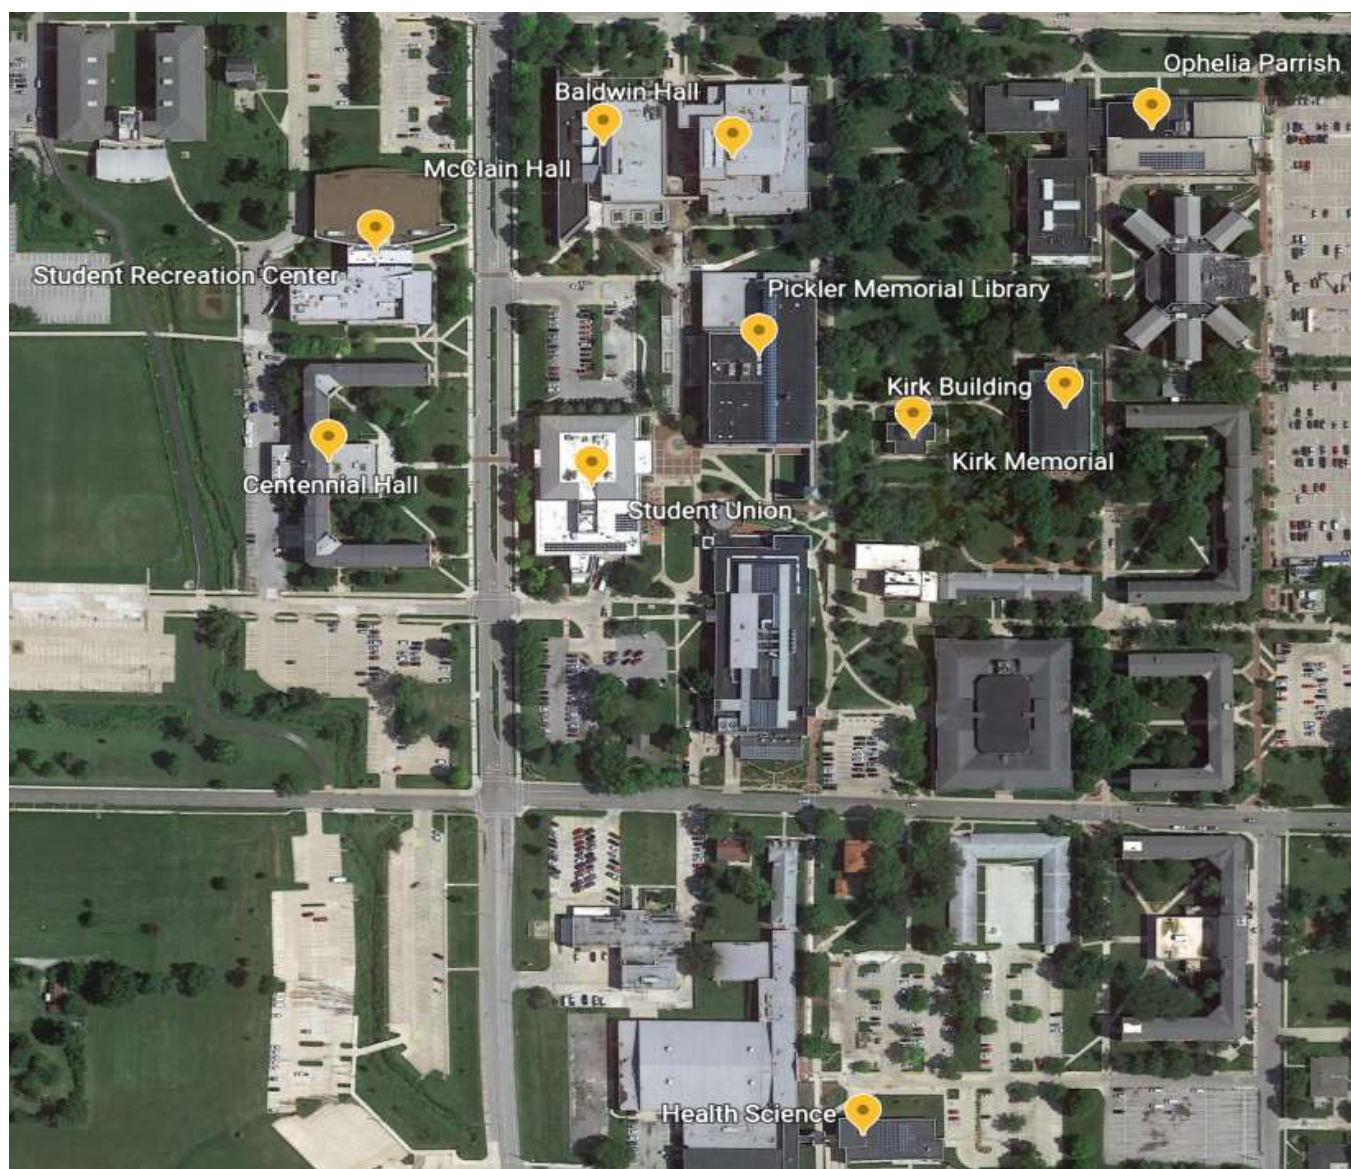 Ophelia Parrish
Baldwin Hall
McClain Hall
Student Recreation Center
Pickler Memorial Library
Kirk Building
Kirk Memorial
Centennial Hall
Student Union
Health Science